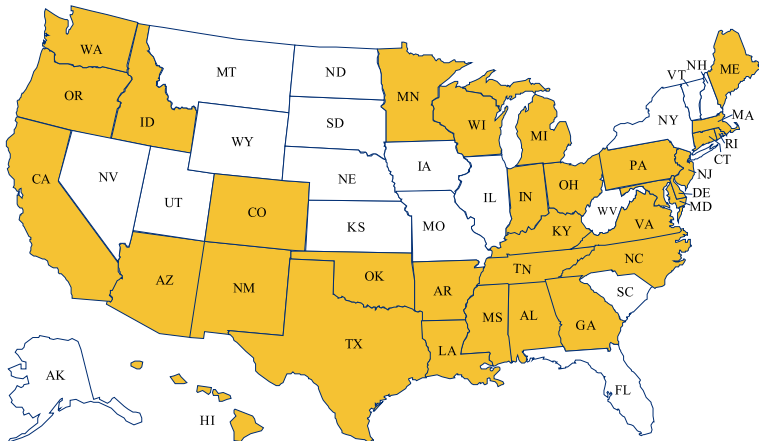 WA
MT
ND
MN
OR
ID
SD
WI
MI
NY
VT
NH
ME
MA
RI
CT
WY
IA
NE
PA
NJ
CA
NV
UT
CO
KS
MO
IL
IN
OH
WV
VA
DE
MD
KY
AZ
NM
OK
AR
TN
NC
SC
TX
LA
MS
AL
GA
AK
HI
FL